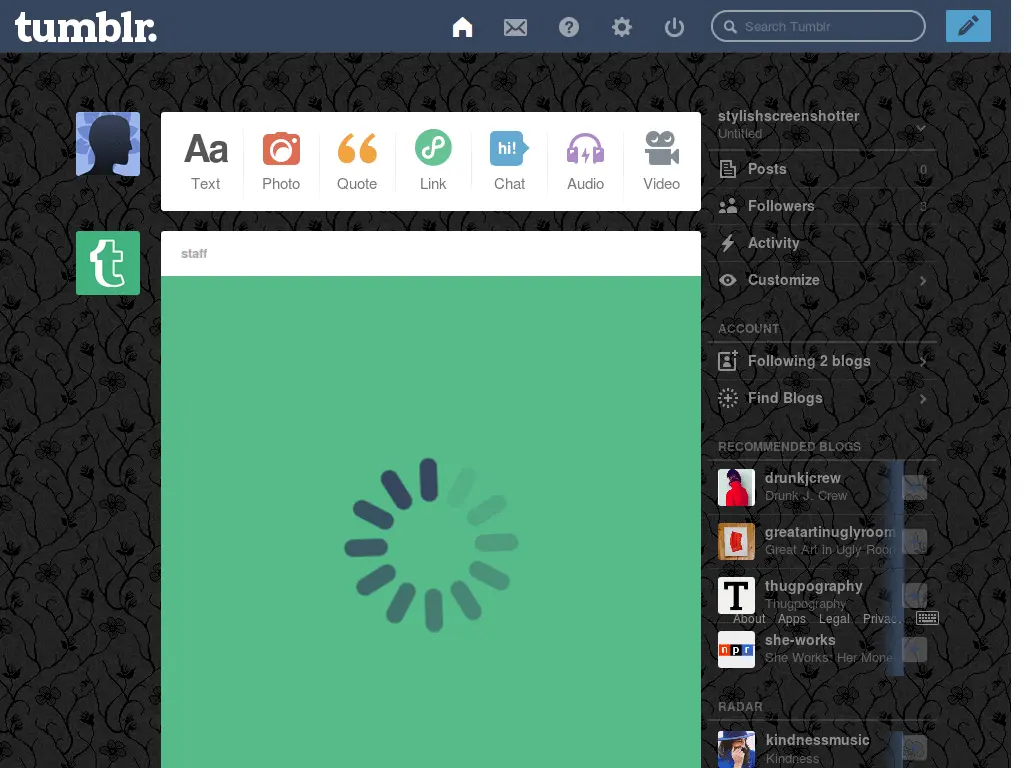 tumblr.
Search Tumblr
stylishscreenshotter
Untitled
Aa
hi!
Text
Photo
Quote
Link
Chat
Audio
Video
Posts
0
Followers
3
Activity
Customize
staff
ACCOUNT
Following 2 blogs
Find Blogs
RECOMMENDED BLOGS
drunkjcrew
Drunk J. Crew
greatartinuglyroom
Great Art in Ugly Roo
thugpography
Thugpography
About Apps Legal Privac
she-works
She Works: Her Mone
T
npr
RADAR
kindnessmusic
Kindness